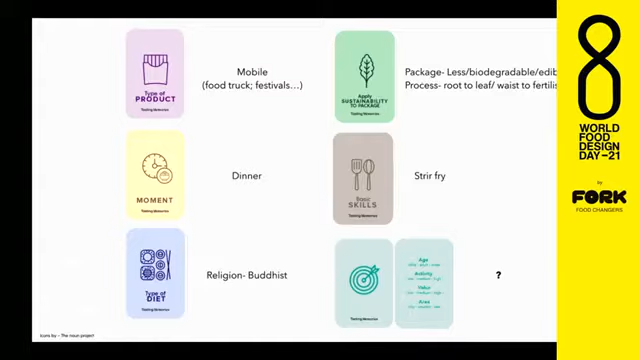 Type of
PRODUCT
Tasting Memories
Mobile
(food truck; festivals…)
Apply
SUSTAINABILITY
TO PACKAGE
Tasting Memories
Package- Less/biodegradable/edib
Process- root to leaf/ waist to fertilis
MOMENT
Tasting Memories
Dinner
Basic
SKILLS
Tasting Memories
Strir fry
Type of
DIET
Tasting Memories
Religion- Buddhist
Tasting Memories
Age
Activity
Area
Tasting Memories
?
Icons by – The noun project
8
WORLD
FOOD
DESIGN
DAY–21
by
FORK
FOOD CHANGERS